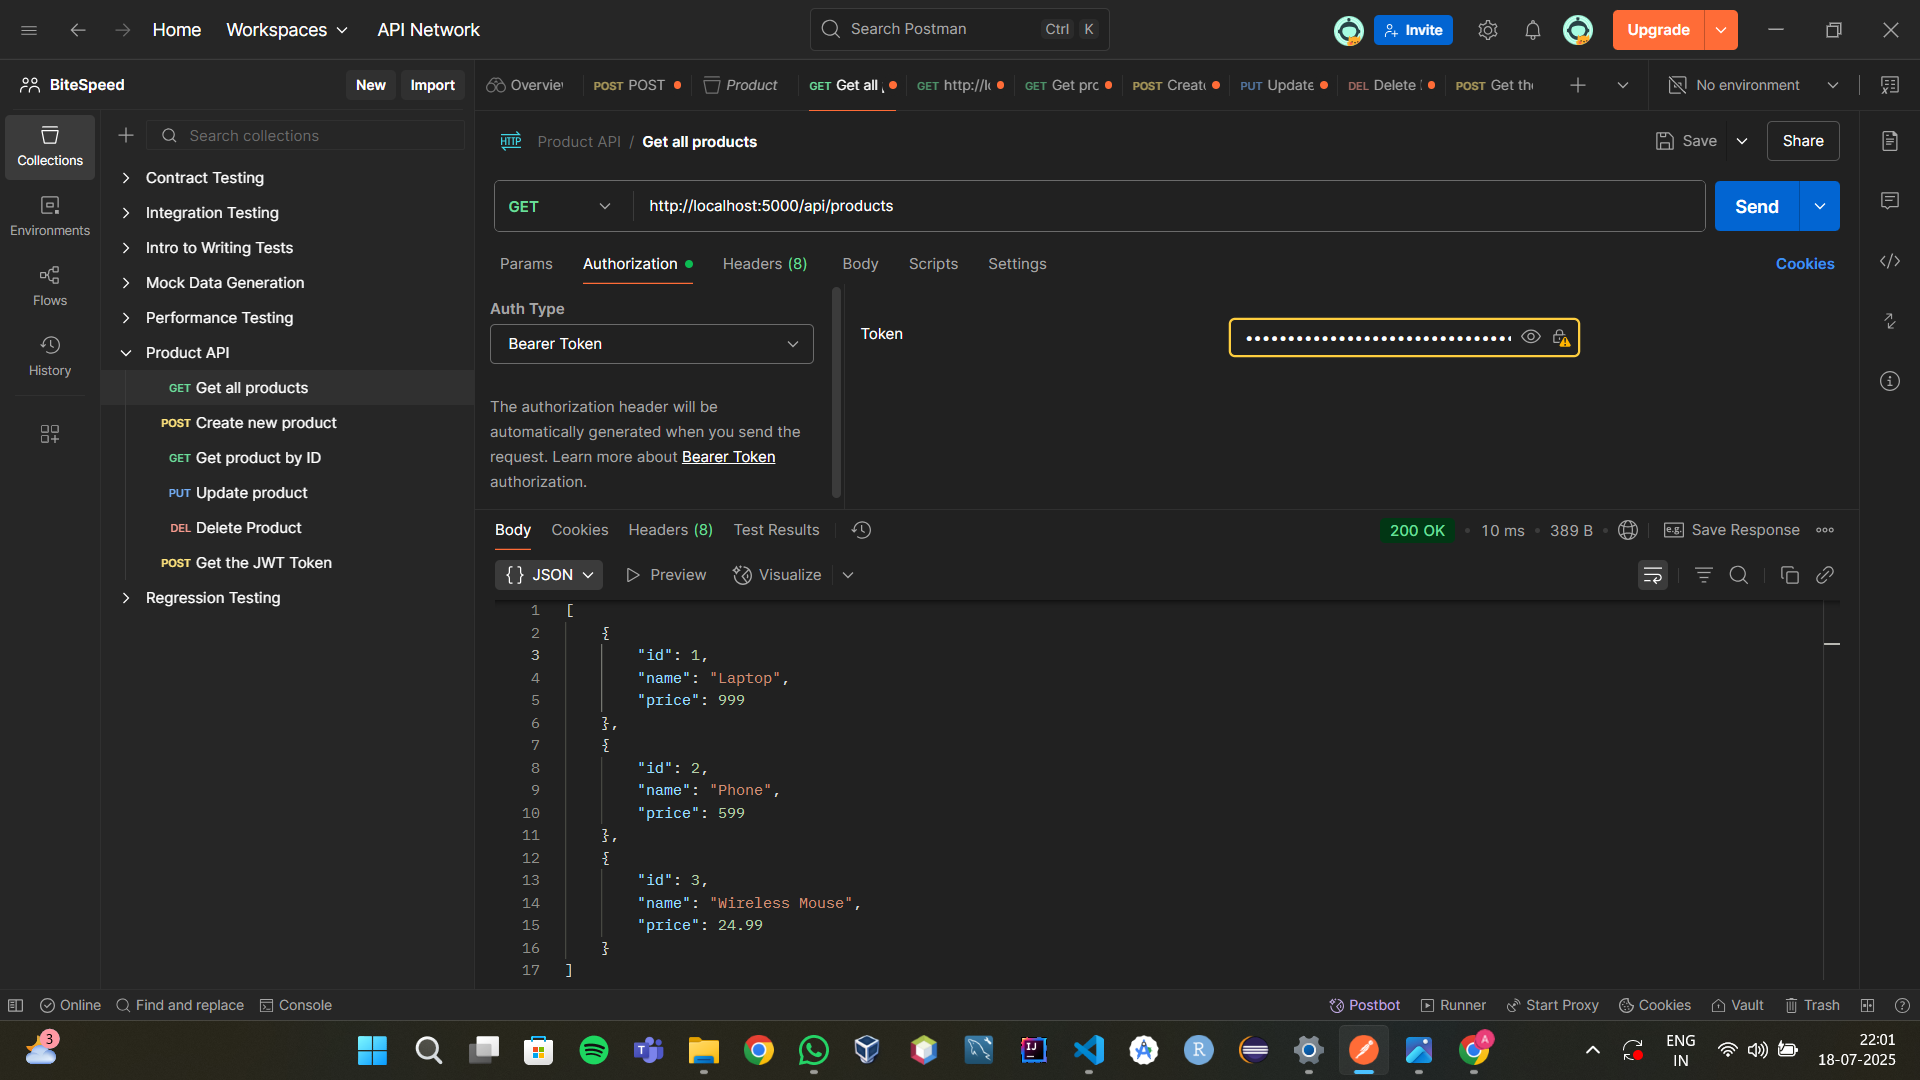 Home Workspaces API Network Search Postman Ctrl K Invite Upgrade
BiteSpeed New Import Overvie POST POST Product GET Get all GET http://l GET Get pro POST Create PUT Update DEL Delete POST Get the No environment
Collections
Environments
Flows
History
Search collections
Contract Testing
Integration Testing
Intro to Writing Tests
Mock Data Generation
Performance Testing
Product API
GET Get all products
POST Create new product
GET Get product by ID
PUT Update product
DEL Delete Product
POST Get the JWT Token
Regression Testing
HTTP Product API / Get all products Save Share
GET http://localhost:5000/api/products Send
Params Authorization Headers (8) Body Scripts Settings Cookies
Auth Type
Bearer Token
The authorization header will be
automatically generated when you send the
request. Learn more about Bearer Token
authorization.
Token
Body Cookies Headers (8) Test Results 200 OK • 10 ms • 389 B e.g. Save Response
{} JSON Preview Visualize
1 [
2 {
3 "id": 1,
4 "name": "Laptop",
5 "price": 999
6 },
7 {
8 "id": 2,
9 "name": "Phone",
10 "price": 599
11 },
12 {
13 "id": 3,
14 "name": "Wireless Mouse",
15 "price": 24.99
16 }
17 ]
Online Find and replace Console Postbot Runner Start Proxy Cookies Vault Trash
3 ENG
IN
22:01
18-07-2025